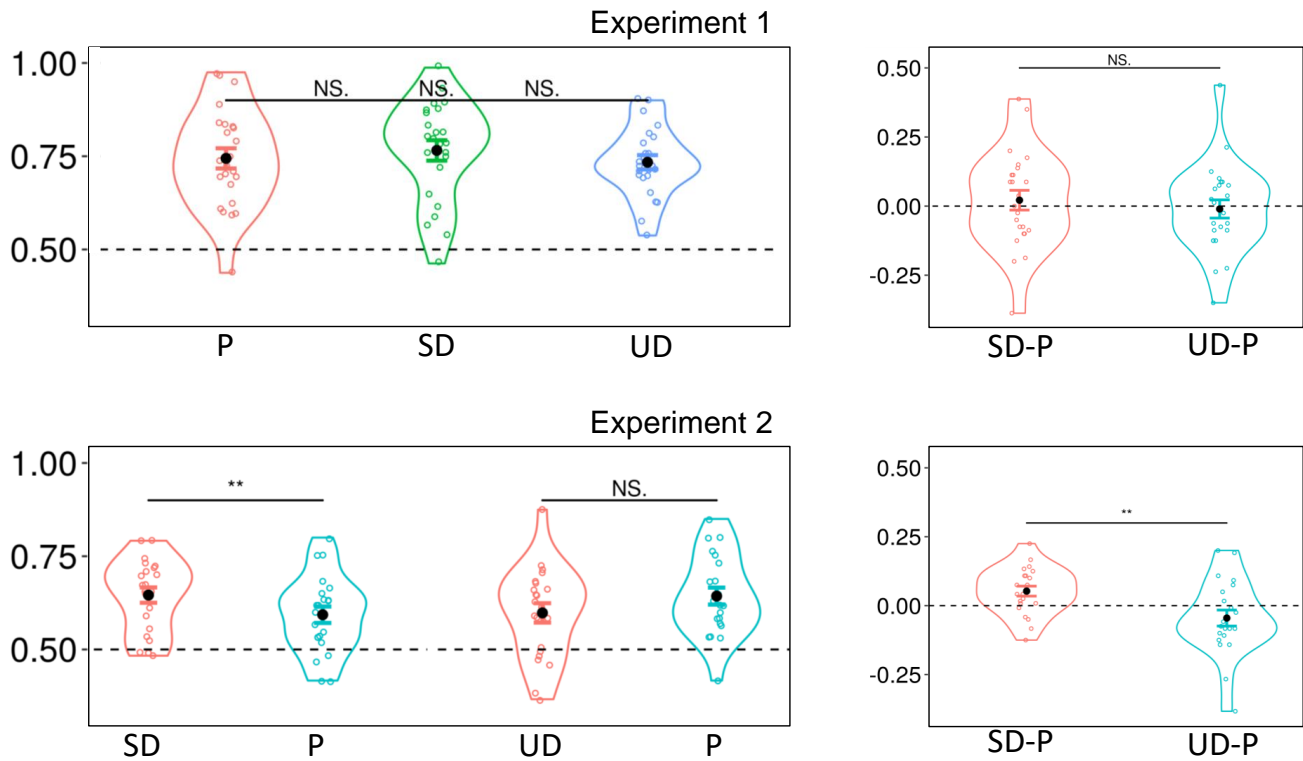 Experiment 1
1.00
0.75
0.50
NS.
NS.
NS.
P
SD
UD
0.50
0.25
0.00
-0.25
NS.
SD-P
UD-P
Experiment 2
1.00
0.75
0.50
**
NS.
SD
P
UD
P
0.50
0.25
0.00
-0.25
**
SD-P
UD-P